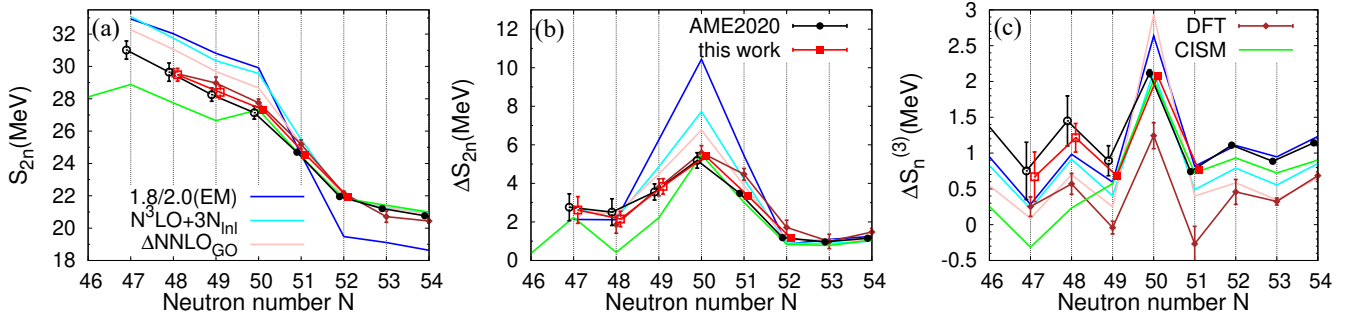 (a)
S2n(MeV)
32
30
28
26
24
22
20
18
1.8/2.0(EM)
N³LO+3Nlnl
ΔNNLOGO
46 47 48 49 50 51 52 53 54
Neutron number N
(b)
ΔS2n(MeV)
12
10
8
6
4
2
0
AME2020
this work
46 47 48 49 50 51 52 53 54
Neutron number N
(c)
ΔSn(3)(MeV)
3
2.5
2
1.5
1
0.5
0
-0.5
DFT
CISM
46 47 48 49 50 51 52 53 54
Neutron number N